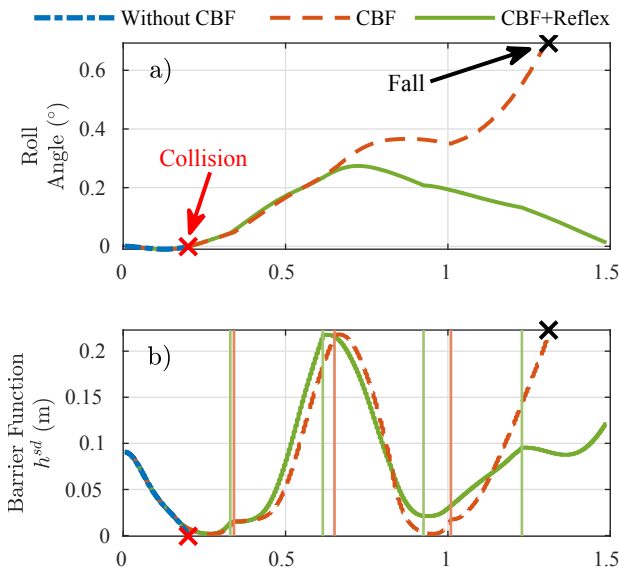 Without CBF CBF CBF+Reflex
a)
Fall
Collision
Roll
Angle (°)
0.6
0.4
0.2
0
0 0.5 1 1.5
b)
Barrier Function
h^{sd} (m)
0.2
0.15
0.1
0.05
0
0 0.5 1 1.5